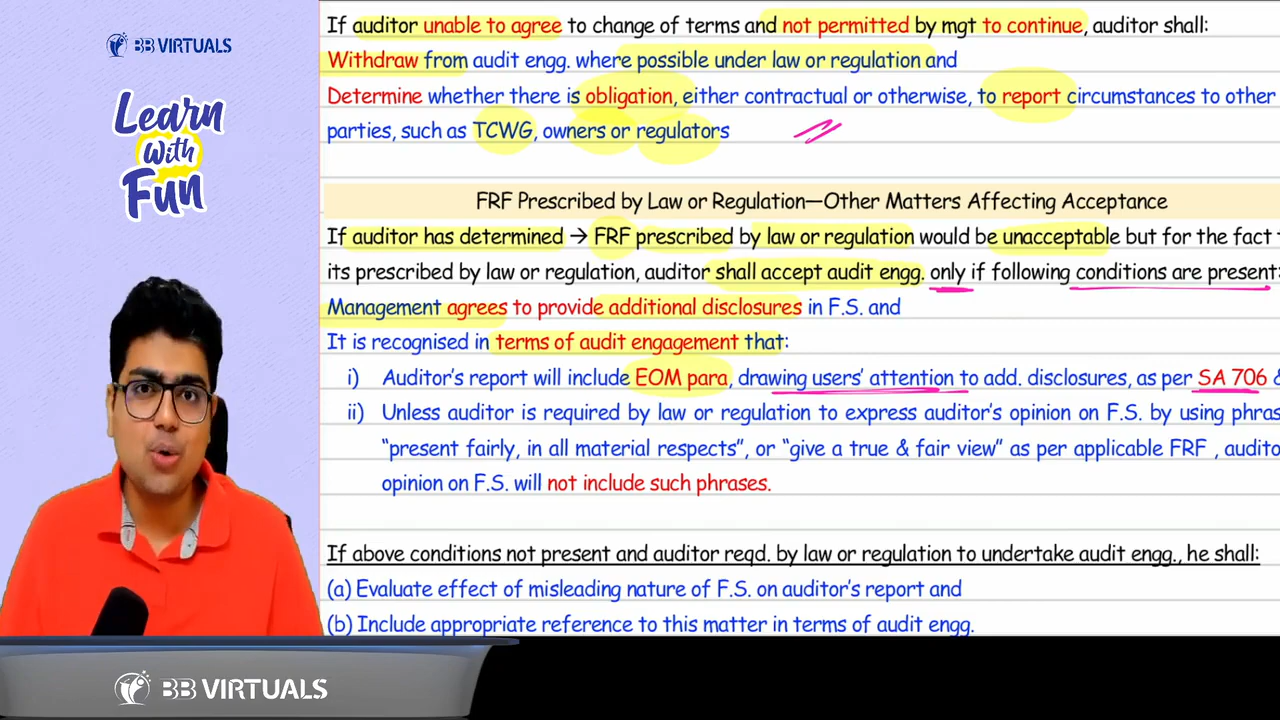 BB VIRTUALS
Learn
With
Fun
If auditor unable to agree to change of terms and not permitted by mgt to continue, auditor shall:
Withdraw from audit engg. where possible under law or regulation and
Determine whether there is obligation, either contractual or otherwise, to report circumstances to other
parties, such as TCWG, owners or regulators
FRF Prescribed by Law or Regulation—Other Matters Affecting Acceptance
If auditor has determined → FRF prescribed by law or regulation would be unacceptable but for the fact
its prescribed by law or regulation, auditor shall accept audit engg. only if following conditions are present:
Management agrees to provide additional disclosures in F.S. and
It is recognised in terms of audit engagement that:
i) Auditor's report will include EOM para, drawing users' attention to add. disclosures, as per SA 706 &
ii) Unless auditor is required by law or regulation to express auditor's opinion on F.S. by using
"present fairly, in all material respects", or "give a true & fair view" as per applicable FRF ,
opinion on F.S. will not include such phrases.
If above conditions not present and auditor reqd. by law or regulation to undertake audit engg., he shall:
(a) Evaluate effect of misleading nature of F.S. on auditor's report and
(b) Include appropriate reference to this matter in terms of audit engg.
BB VIRTUALS